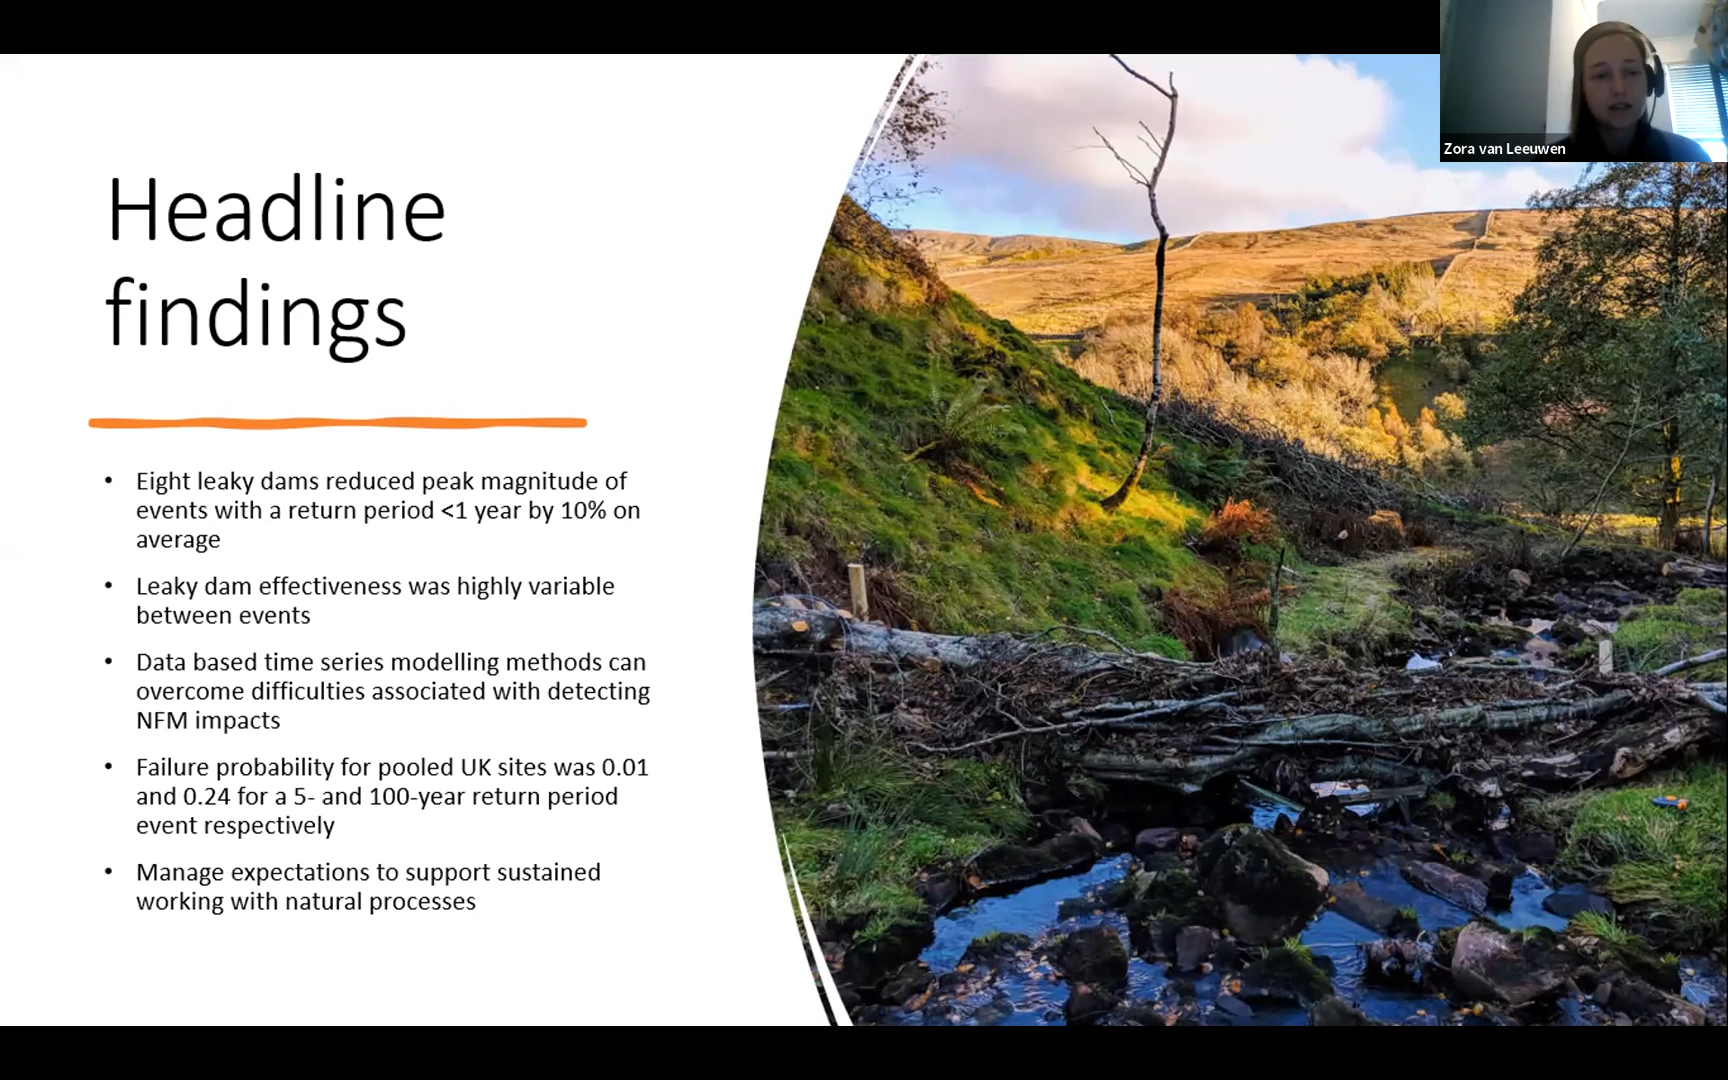 Zora van Leeuwen
Headline
findings
• Eight leaky dams reduced peak magnitude of
events with a return period <1 year by 10% on
average
• Leaky dam effectiveness was highly variable
between events
• Data based time series modelling methods can
overcome difficulties associated with detecting
NFM impacts
• Failure probability for pooled UK sites was 0.01
and 0.24 for a 5- and 100-year return period
event respectively
• Manage expectations to support sustained
working with natural processes